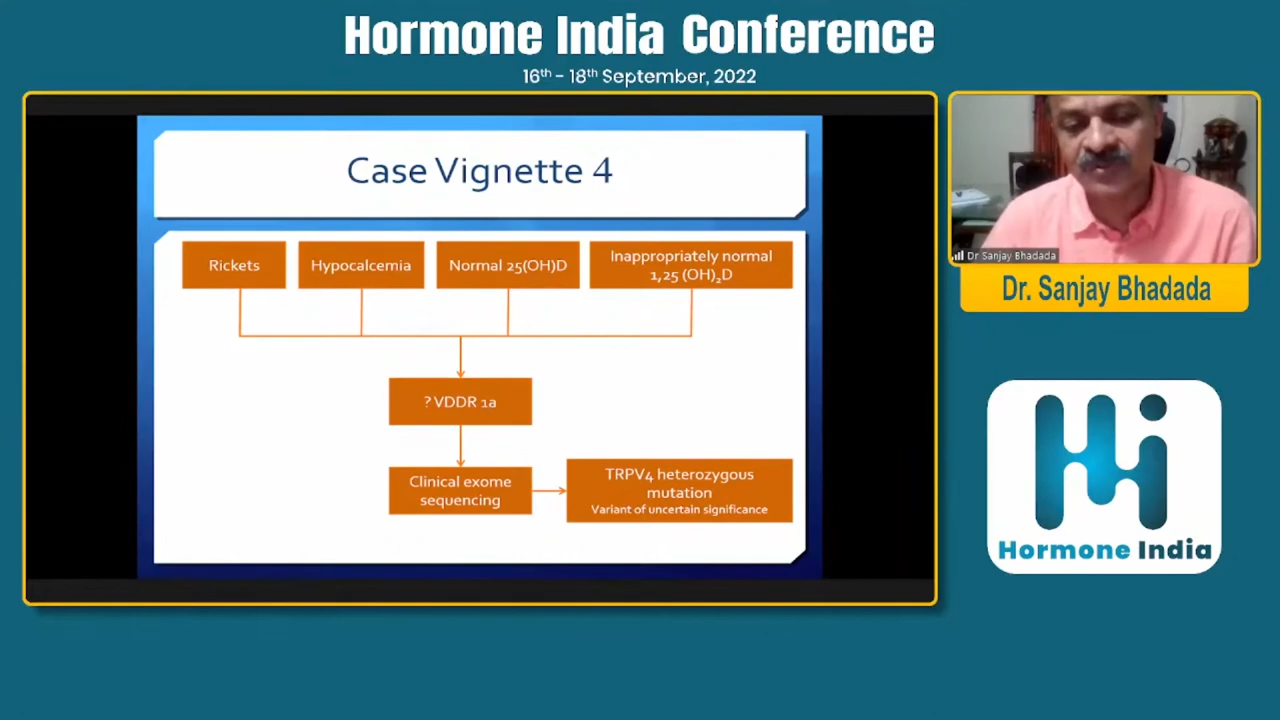 Hormone India Conference
16th - 18th September, 2022
Case Vignette 4
Rickets
Hypocalcemia
Normal 25(OH)D
Inappropriately normal
1,25 (OH)₂D
? VDDR 1a
Clinical exome
sequencing
TRPV4 heterozygous
mutation
Variant of uncertain significance
Dr Sanjay Bhadada
Dr. Sanjay Bhadada
Hormone India